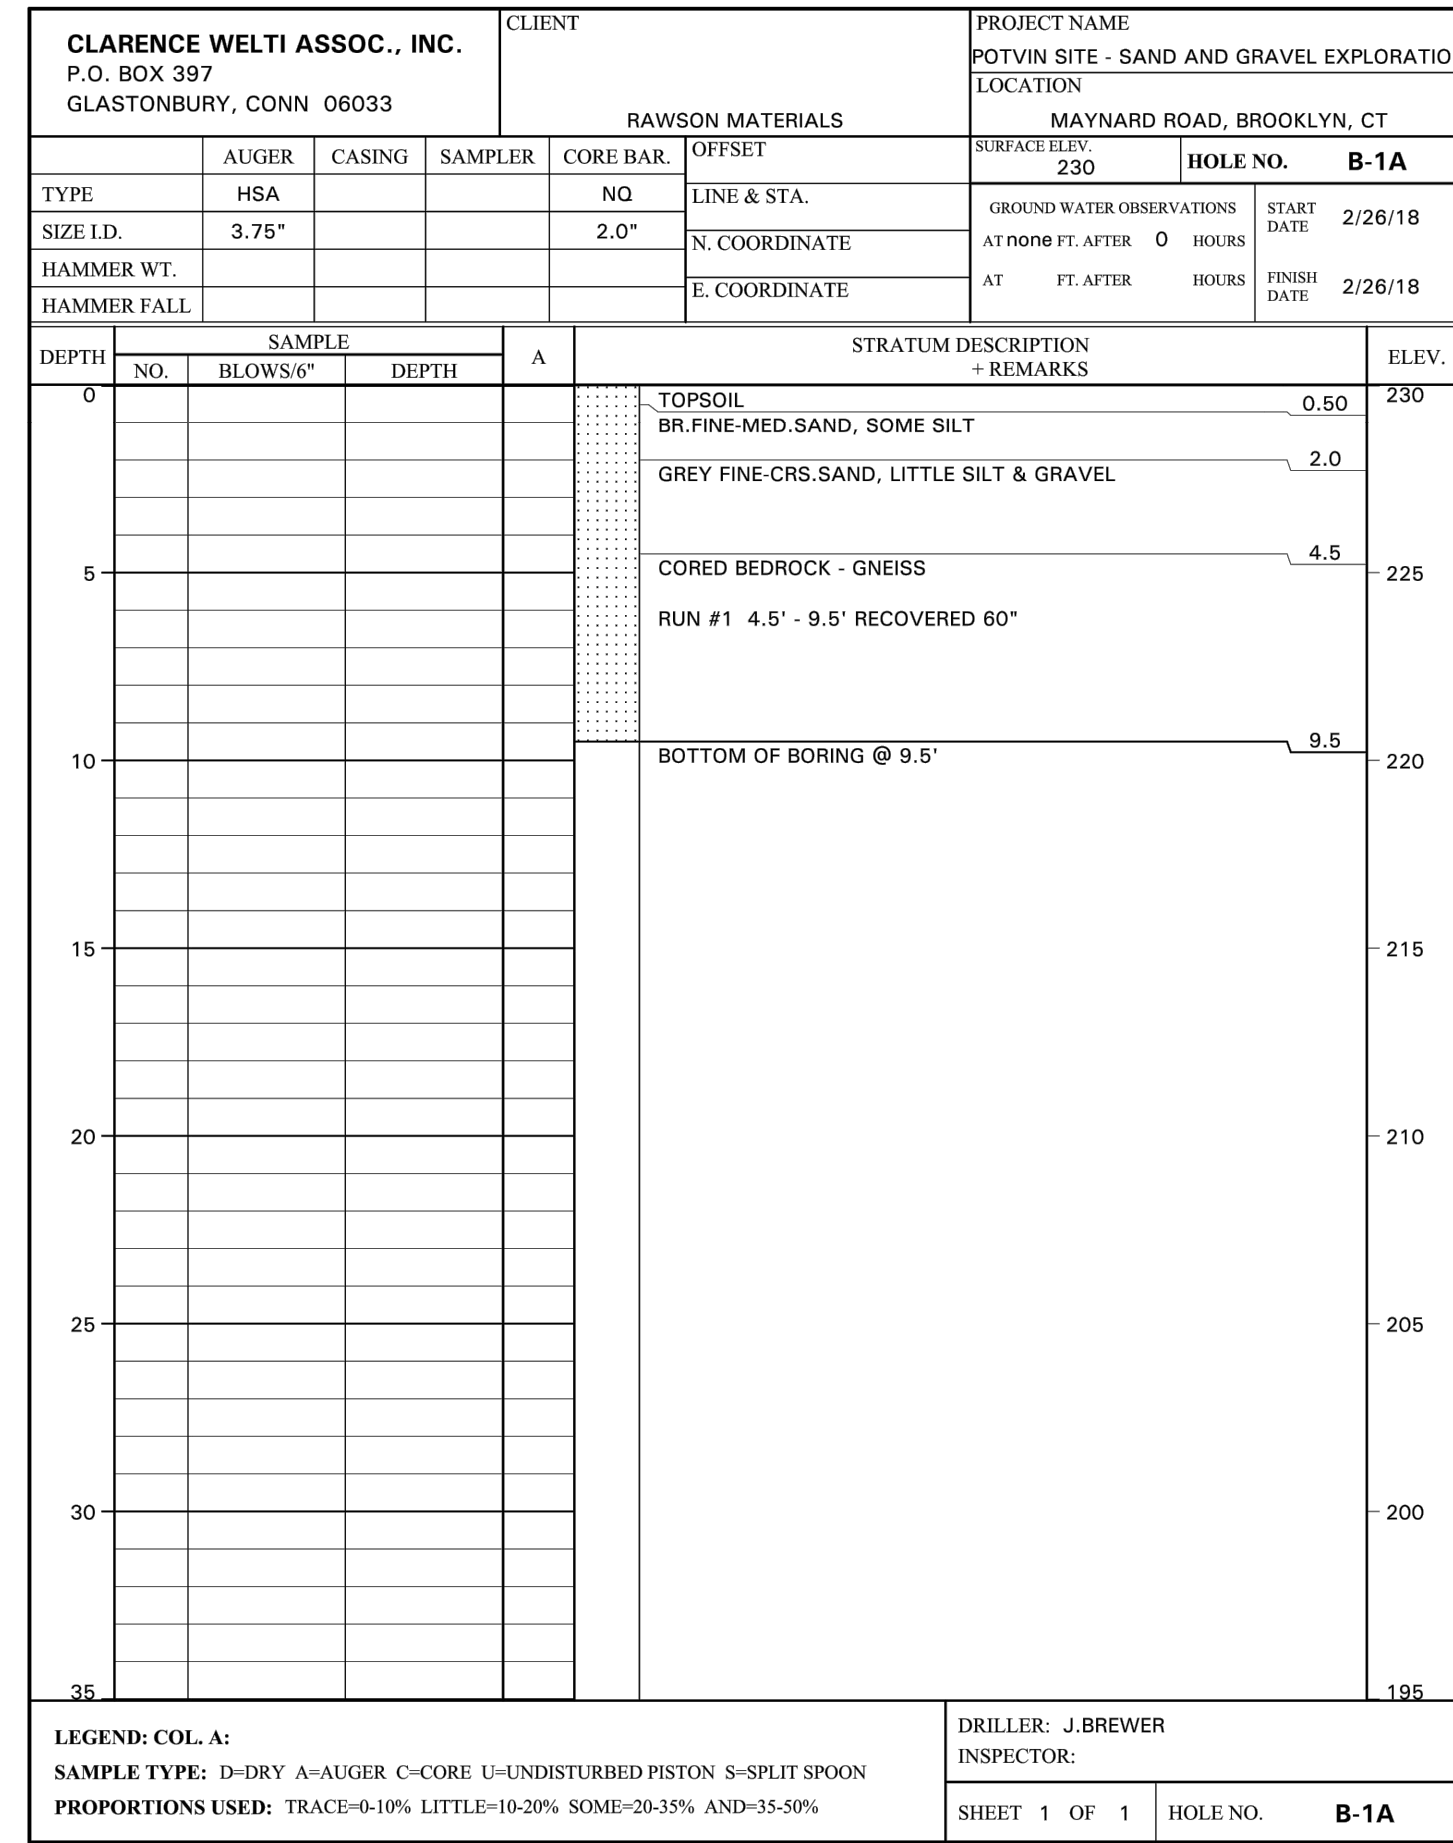 CLARENCE WELTI ASSOC., INC.
P.O. BOX 397
GLASTONBURY, CONN 06033
CLIENT
RAWSON MATERIALS
PROJECT NAME
POTVIN SITE - SAND AND GRAVEL EXPLORATIO
LOCATION
MAYNARD ROAD, BROOKLYN, CT
AUGER CASING SAMPLER CORE BAR.
TYPE HSA NQ
SIZE I.D. 3.75" 2.0"
HAMMER WT.
HAMMER FALL
OFFSET
LINE & STA.
N. COORDINATE
E. COORDINATE
SURFACE ELEV.
230
HOLE NO. B-1A
GROUND WATER OBSERVATIONS
AT none FT. AFTER 0 HOURS
AT FT. AFTER HOURS
START
DATE
2/26/18
FINISH
DATE
2/26/18
DEPTH
SAMPLE
NO. BLOWS/6" DEPTH
A
STRATUM DESCRIPTION
+ REMARKS
ELEV.
0 230
TOPSOIL 0.50
BR.FINE-MED.SAND, SOME SILT
2.0
GREY FINE-CRS.SAND, LITTLE SILT & GRAVEL
4.5
CORED BEDROCK - GNEISS
5 225
RUN #1 4.5' - 9.5' RECOVERED 60"
9.5
BOTTOM OF BORING @ 9.5'
10 220
15 215
20 210
25 205
30 200
35 195
LEGEND: COL. A:
SAMPLE TYPE: D=DRY A=AUGER C=CORE U=UNDISTURBED PISTON S=SPLIT SPOON
PROPORTIONS USED: TRACE=0-10% LITTLE=10-20% SOME=20-35% AND=35-50%
DRILLER: J.BREWER
INSPECTOR:
SHEET 1 OF 1
HOLE NO. B-1A